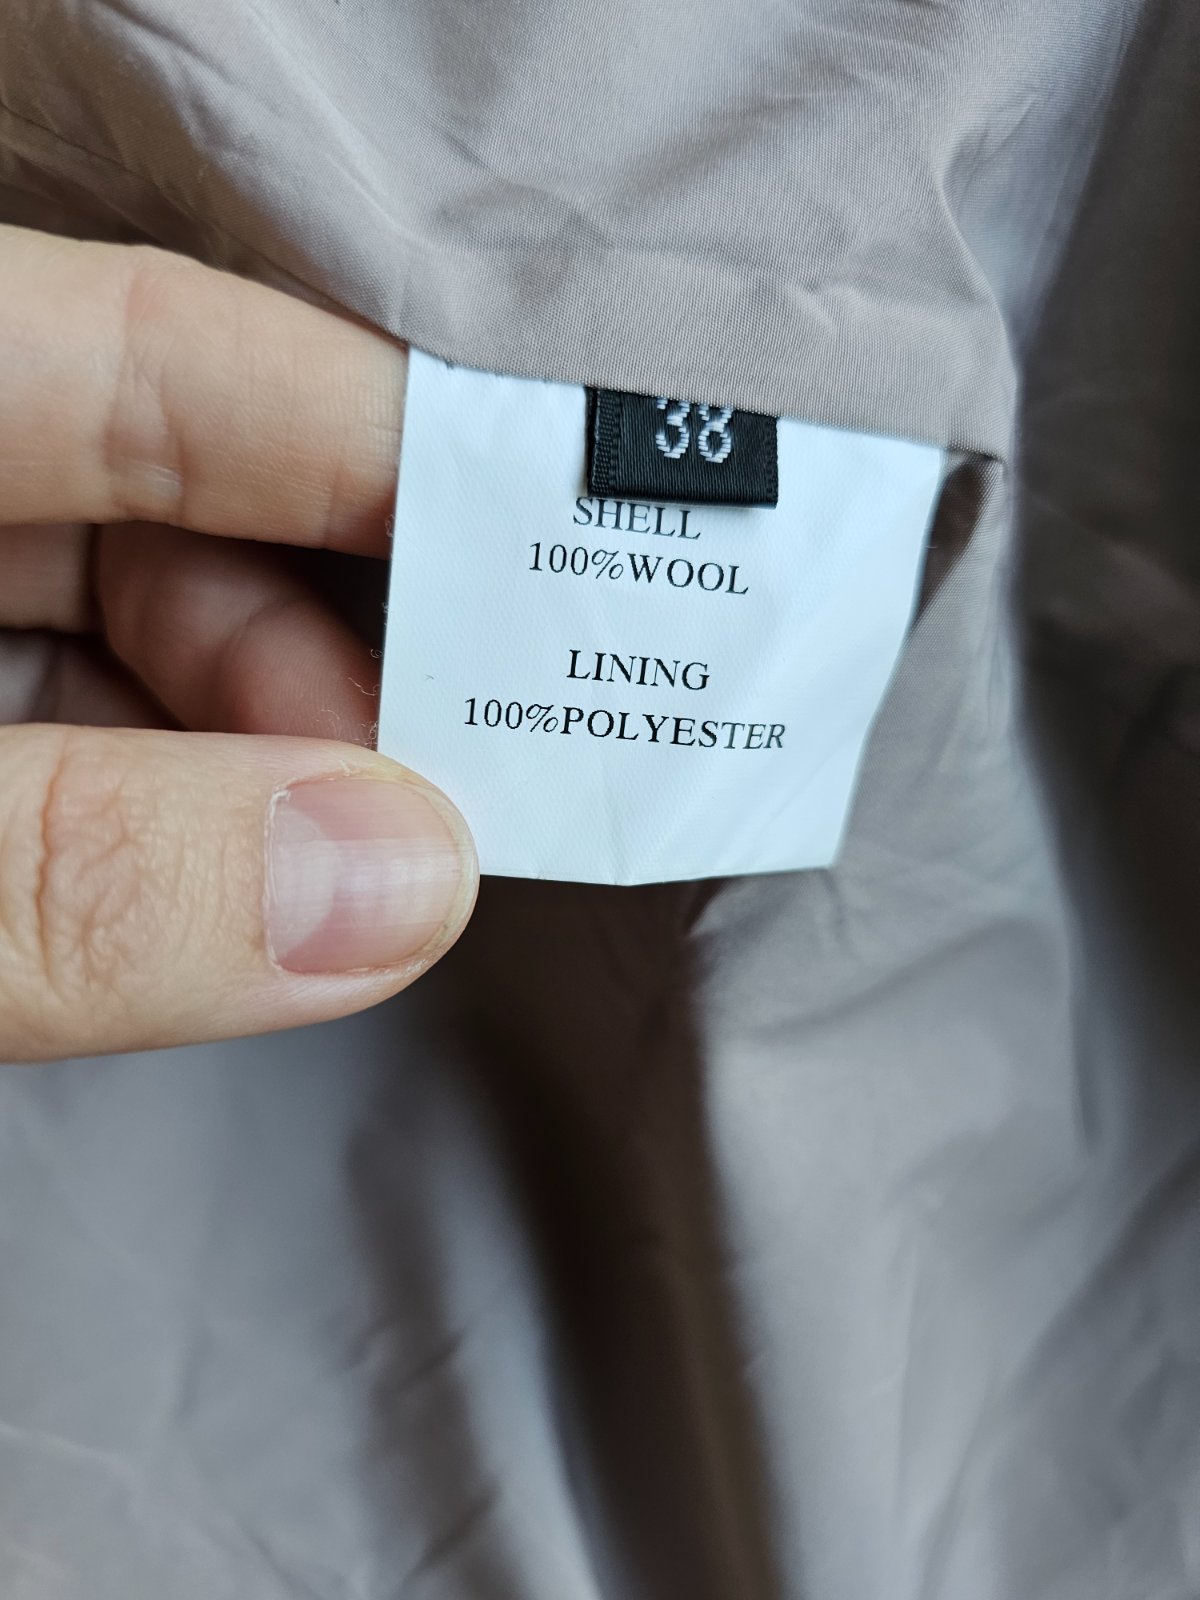 38
SHELL
100%WOOL
LINING
100%POLYESTER